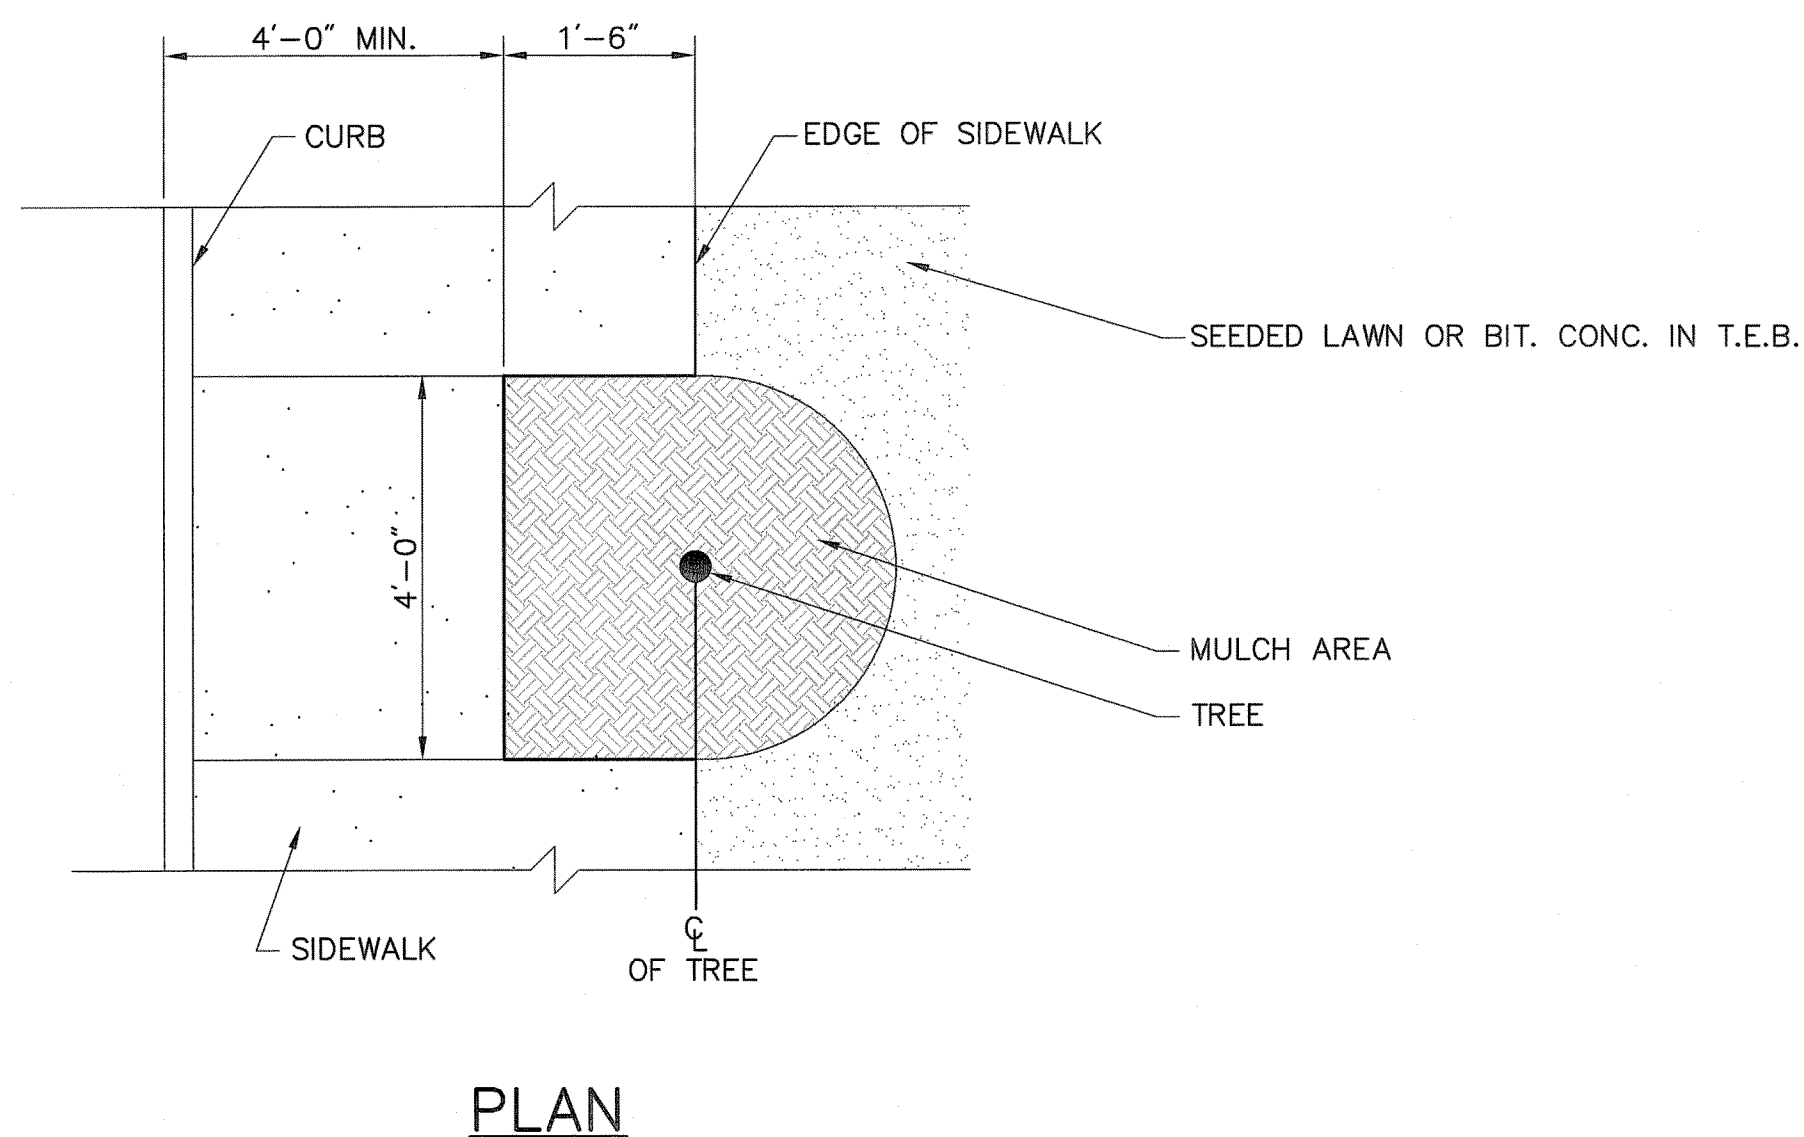 4'-0" MIN.
1'-6"
CURB
EDGE OF SIDEWALK
SEEDED LAWN OR BIT. CONC. IN T.E.B.
4'-0"
MULCH AREA
TREE
SIDEWALK
℄
OF TREE
PLAN